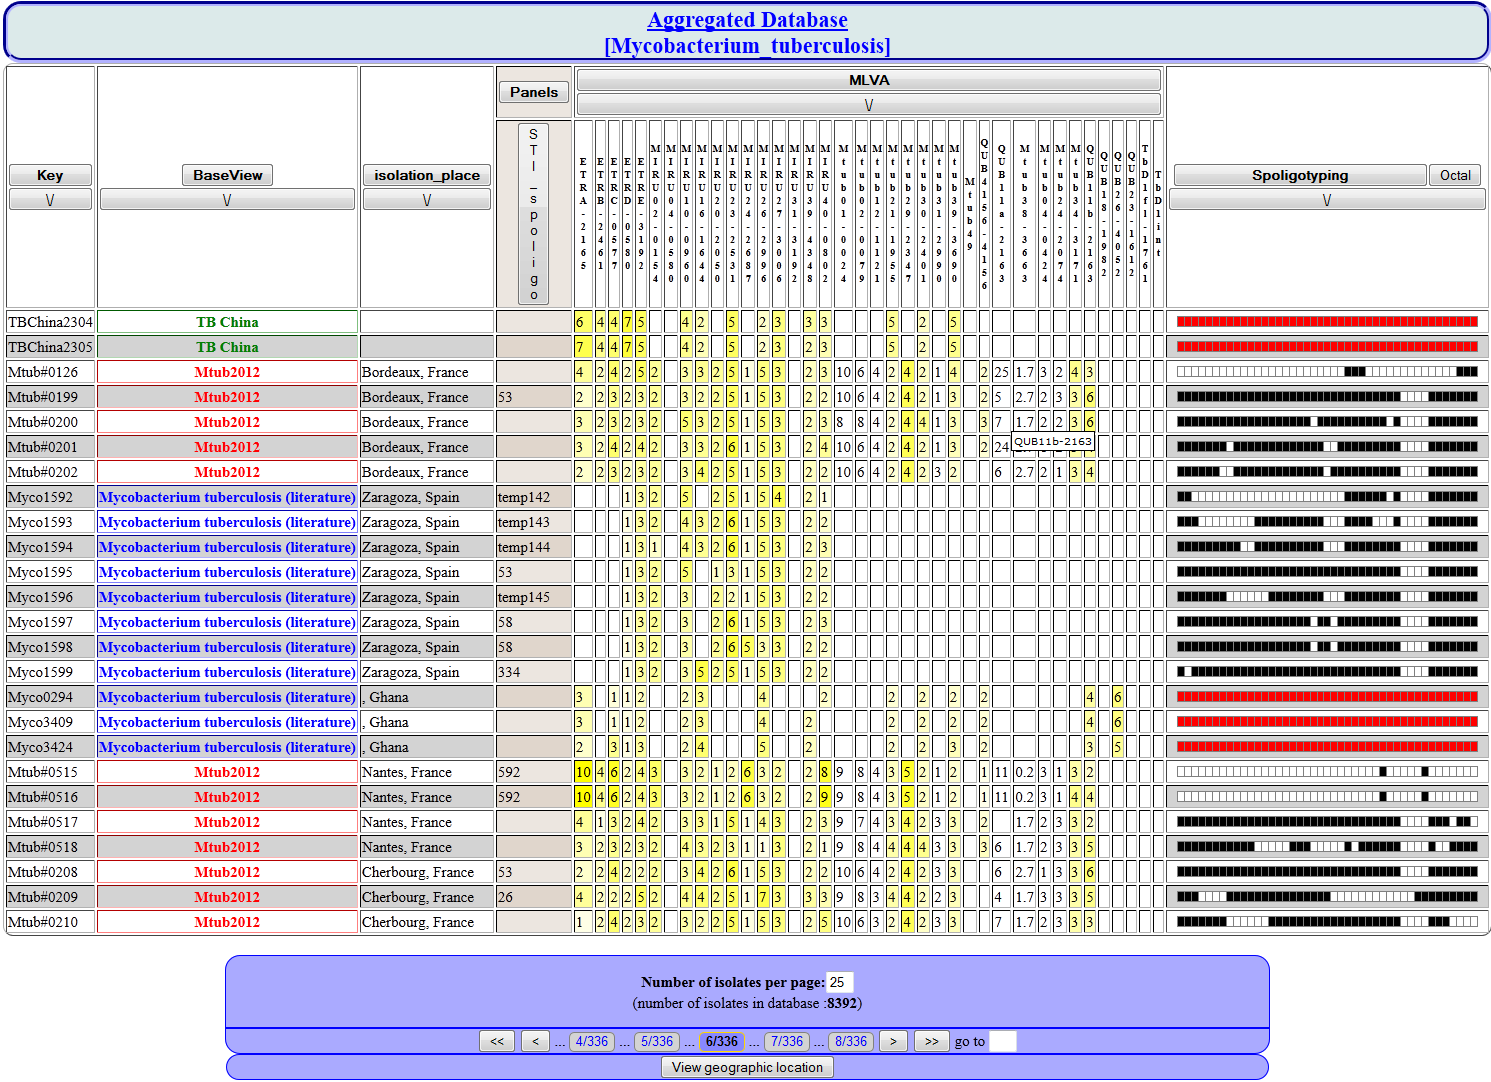 Aggregated Database
[Mycobacterium_tuberculosis]
Key
BaseView
isolation_place
Panels
STI_spoligo
MLVA
\/
ETRA-2165
ETRB-2461
ETRC-0577
ETRD-0580
ETRE-3192
MIRU02-0154
MIRU04-0580
MIRU10-0960
MIRU16-1644
MIRU20-2050
MIRU23-2531
MIRU24-2687
MIRU26-2996
MIRU27-3006
MIRU31-3192
MIRU39-4348
MIRU40-0802
Mtub01-0024
Mtub02-0079
Mtub12-1121
Mtub21-1955
Mtub29-2347
Mtub30-2401
Mtub31-2990
Mtub39-3690
Mtub49
QUB4156-4156
QUB11a-2163
Mtub38-3663
Mtub04-0424
Mtub24-2074
Mtub34-3171
QUB11b-2163
QUB18-1982
QUB26-4052
QUB23-1612
TbD1fl-1761
TbD1int
Spoligotyping Octal
\/ \/ \/ \/
TBChina2304 TB China 6 4 4 7 5 4 2 5 2 3 3 3 5 2 5
TBChina2305 TB China 7 4 4 7 5 4 2 5 2 3 2 3 5 2 5
Mtub#0126 Mtub2012 Bordeaux, France 4 2 4 2 5 2 3 3 2 5 1 5 3 2 3 10 6 4 2 4 2 1 4 2 25 1.7 3 2 4 3
Mtub#0199 Mtub2012 Bordeaux, France 53 2 2 3 2 3 2 3 2 2 5 1 5 3 2 2 10 6 4 2 4 2 1 3 2 5 2.7 2 3 3 6
Mtub#0200 Mtub2012 Bordeaux, France 3 2 3 2 3 2 5 3 2 5 1 5 3 2 3 8 8 4 2 4 4 1 3 3 7 1.7 2 2 3 6
Mtub#0201 Mtub2012 Bordeaux, France 3 2 4 2 4 2 3 3 2 6 1 5 3 2 4 10 6 4 2 4 2 1 3 2 24
QUB11b-2163
Mtub#0202 Mtub2012 Bordeaux, France 2 2 3 2 3 2 3 4 2 5 1 5 3 2 2 10 6 4 2 4 2 3 2 6 2.7 2 1 3 4
Myco1592 Mycobacterium tuberculosis (literature) Zaragoza, Spain temp142 1 3 2 5 2 5 1 5 4 2 1
Myco1593 Mycobacterium tuberculosis (literature) Zaragoza, Spain temp143 1 3 2 4 3 2 6 1 5 3 2 2
Myco1594 Mycobacterium tuberculosis (literature) Zaragoza, Spain temp144 1 3 1 4 3 2 6 1 5 3 2 3
Myco1595 Mycobacterium tuberculosis (literature) Zaragoza, Spain 53 1 3 2 5 1 3 1 5 3 2 2
Myco1596 Mycobacterium tuberculosis (literature) Zaragoza, Spain temp145 1 3 2 3 2 2 1 5 3 2 2
Myco1597 Mycobacterium tuberculosis (literature) Zaragoza, Spain 58 1 3 2 3 2 6 1 5 3 2 3
Myco1598 Mycobacterium tuberculosis (literature) Zaragoza, Spain 58 1 3 2 3 2 6 5 3 3 2 2
Myco1599 Mycobacterium tuberculosis (literature) Zaragoza, Spain 334 1 3 2 3 5 2 5 1 5 3 2 2
Myco0294 Mycobacterium tuberculosis (literature) , Ghana 3 1 1 2 2 3 4 2 2 2 2 2 4 6
Myco3409 Mycobacterium tuberculosis (literature) , Ghana 3 1 1 2 2 3 4 2 2 2 2 2 4 6
Myco3424 Mycobacterium tuberculosis (literature) , Ghana 2 3 1 3 2 4 5 2 2 2 3 2 3 5
Mtub#0515 Mtub2012 Nantes, France 592 10 4 6 2 4 3 3 2 1 2 6 3 2 2 8 9 8 4 3 5 2 1 2 1 11 0.2 3 1 3 2
Mtub#0516 Mtub2012 Nantes, France 592 10 4 6 2 4 3 3 2 1 2 6 3 2 2 9 9 8 4 3 5 2 1 2 1 11 0.2 3 1 4 4
Mtub#0517 Mtub2012 Nantes, France 4 1 3 2 4 2 3 3 1 5 1 4 3 2 3 9 7 4 3 4 2 3 3 2 1.7 2 3 3 2
Mtub#0518 Mtub2012 Nantes, France 3 2 3 2 3 2 4 3 2 3 1 1 3 2 1 9 8 4 4 4 4 3 3 3 6 1.7 2 3 3 5
Mtub#0208 Mtub2012 Cherbourg, France 53 2 2 4 2 2 2 3 4 2 6 1 5 3 2 2 10 6 4 2 4 2 3 3 6 2.7 1 3 3 6
Mtub#0209 Mtub2012 Cherbourg, France 26 4 2 2 2 5 2 4 4 2 5 1 7 3 3 3 9 8 3 4 4 2 2 3 4 1.7 3 3 3 5
Mtub#0210 Mtub2012 Cherbourg, France 1 2 4 2 4 2 3 2 2 5 1 5 3 2 5 10 6 3 2 4 2 3 3 7 1.7 2 3 3 3
Number of isolates per page: 25
(number of isolates in database :8392)
<< < ... 4/336 ... 5/336 ... 6/336 ... 7/336 ... 8/336 > >> go to
View geographic location